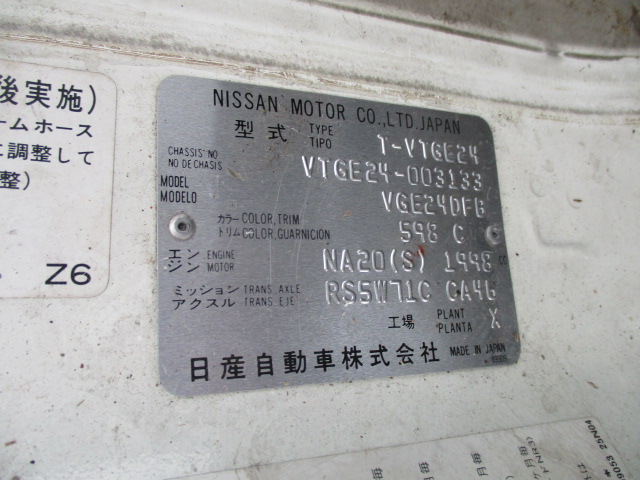 後実施)
ームホース
に調整して
整)
Z6
NISSAN MOTOR CO.,LTD.JAPAN
型式 TYPE TIPO T-VTGE24
CHASSIS NO NO DE CHASIS VTGE24-003133
MODEL MODELO VGE24DFB
カラー COLOR,TRIM トリム COLOR,GUARNICION 598 C
エンジン ENGINE MOTOR NA20(S) 1998 cc
ミッション TRANS. AXLE アクスル TRANS. EJE RS5W71C CA46
工場 PLANT *PLANTA X
日産自動車株式会社 MADE IN JAPAN
9053 25N04